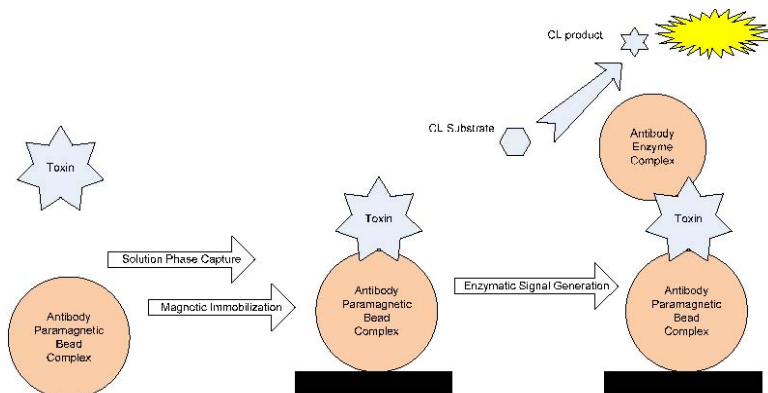 Toxin
Antibody
Paramagnetic
Bead
Complex
Solution Phase Capture
Magnetic Immobilization
Toxin
Antibody
Paramagnetic
Bead
Complex
Enzymatic Signal Generation
CL Substrate
CL product
Antibody
Enzyme
Complex
Toxin
Antibody
Paramagnetic
Bead
Complex